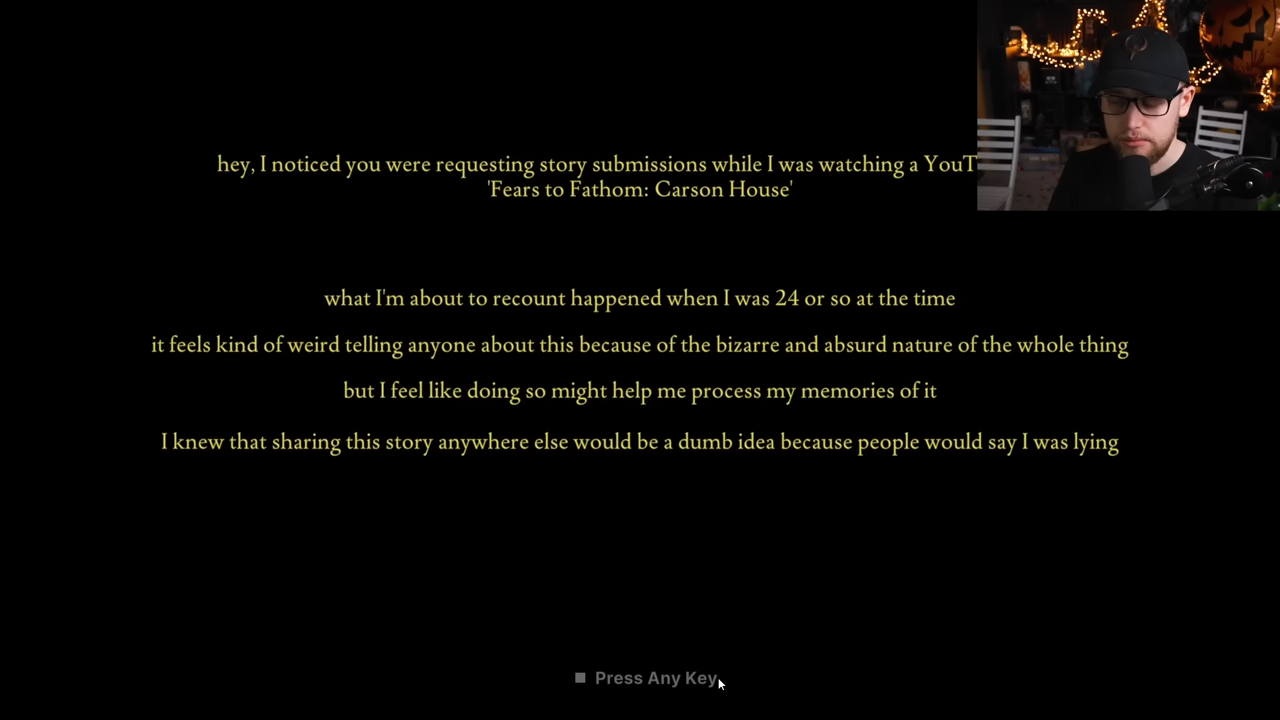 hey, I noticed you were requesting story submissions while I was watching a YouT
'Fears to Fathom: Carson House'
what I'm about to recount happened when I was 24 or so at the time
it feels kind of weird telling anyone about this because of the bizarre and absurd nature of the whole thing
but I feel like doing so might help me process my memories of it
I knew that sharing this story anywhere else would be a dumb idea because people would say I was lying
Press Any Key